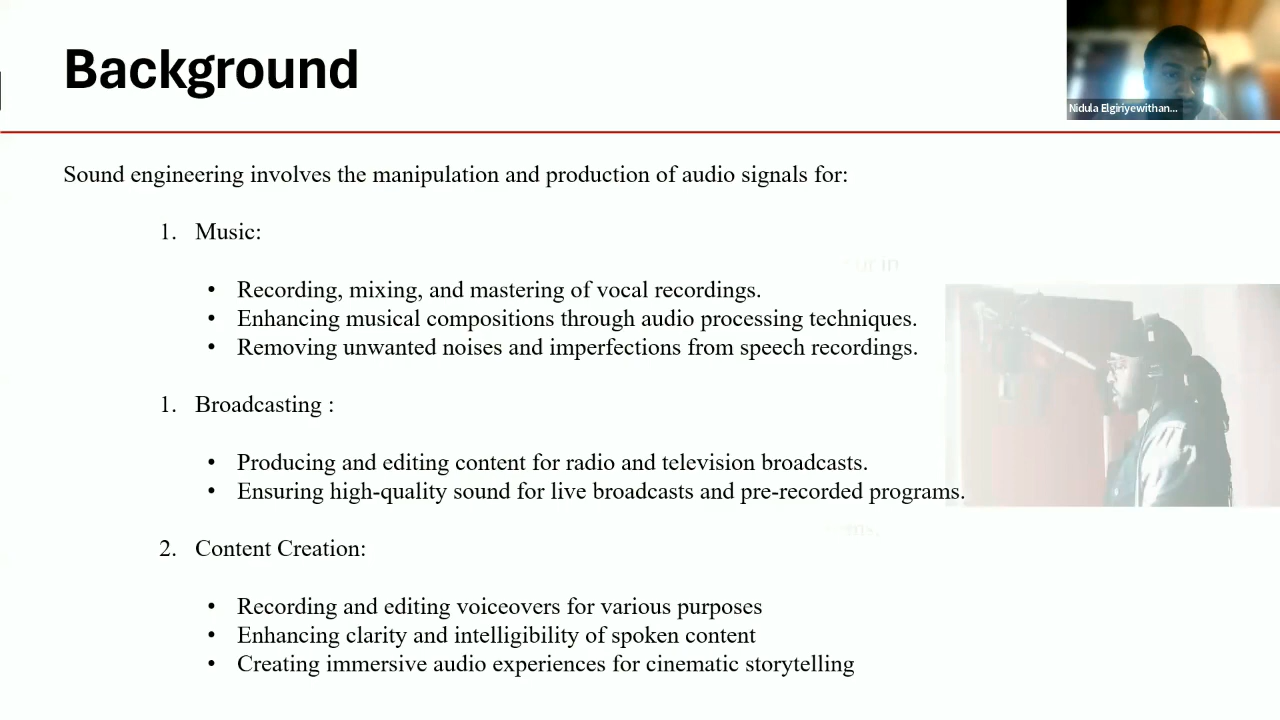 Background
Nidula Elgiriyewithan...
Sound engineering involves the manipulation and production of audio signals for:
1. Music:
• Recording, mixing, and mastering of vocal recordings.
• Enhancing musical compositions through audio processing techniques.
• Removing unwanted noises and imperfections from speech recordings.
1. Broadcasting :
• Producing and editing content for radio and television broadcasts.
• Ensuring high-quality sound for live broadcasts and pre-recorded programs.
2. Content Creation:
• Recording and editing voiceovers for various purposes
• Enhancing clarity and intelligibility of spoken content
• Creating immersive audio experiences for cinematic storytelling